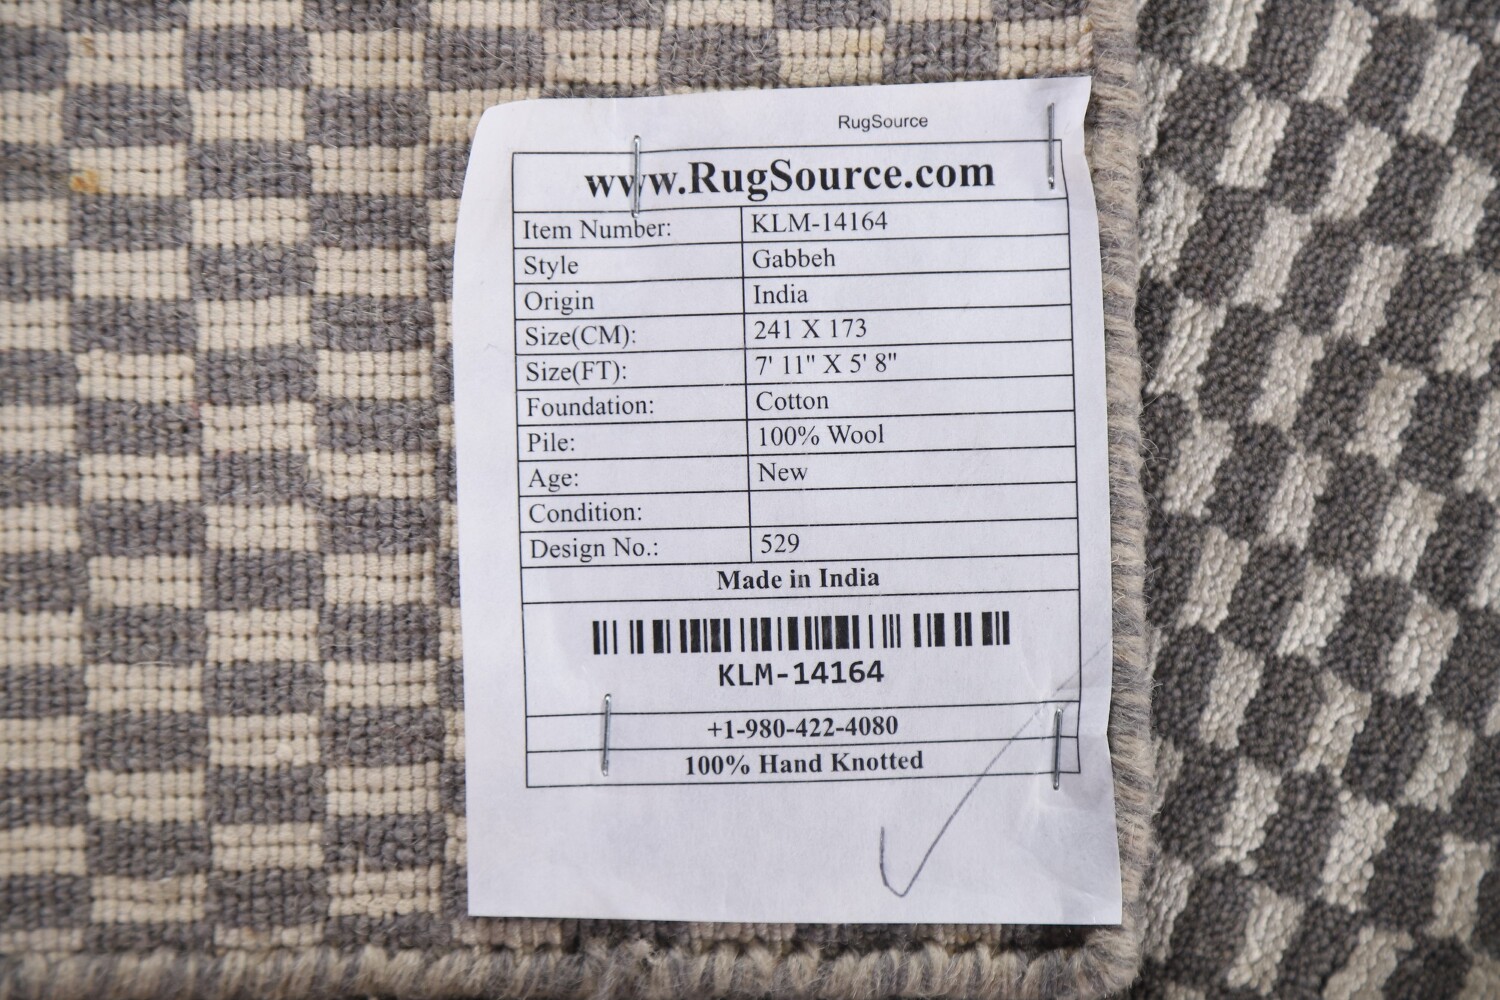 RugSource
www.RugSource.com
Item Number: KLM-14164
Style Gabbeh
Origin India
Size(CM): 241 X 173
Size(FT): 7' 11" X 5' 8"
Foundation: Cotton
Pile: 100% Wool
Age: New
Condition:
Design No.: 529
Made in India
KLM-14164
+1-980-422-4080
100% Hand Knotted